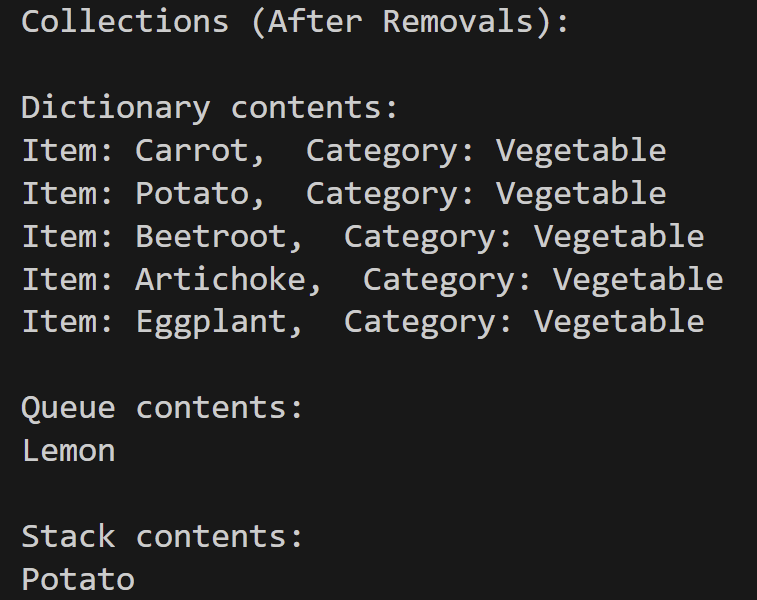 Collections (After Removals):
Dictionary contents:
Item: Carrot,  Category: Vegetable
Item: Potato,  Category: Vegetable
Item: Beetroot,  Category: Vegetable
Item: Artichoke,  Category: Vegetable
Item: Eggplant,  Category: Vegetable
Queue contents:
Lemon
Stack contents:
Potato